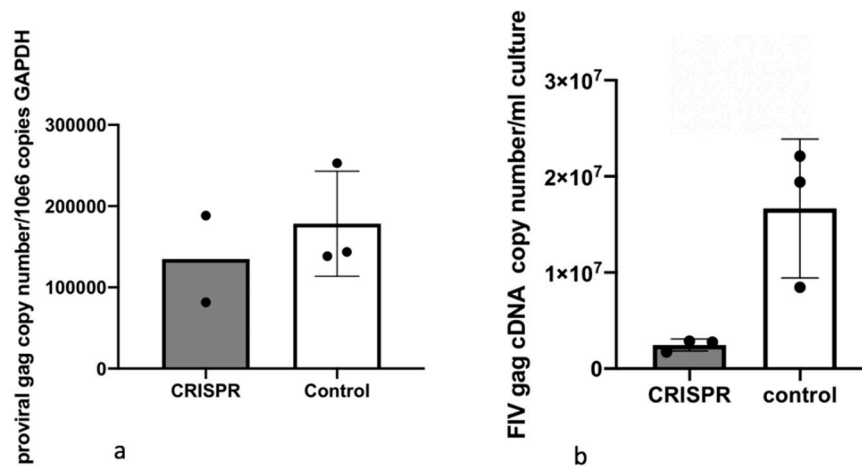 proviral gag copy number/10e6 copies GAPDH
300000
200000
100000
0
CRISPR
Control
a
FIV gag cDNA copy number/ml culture
3×10⁷
2×10⁷
1×10⁷
0
CRISPR
control
b